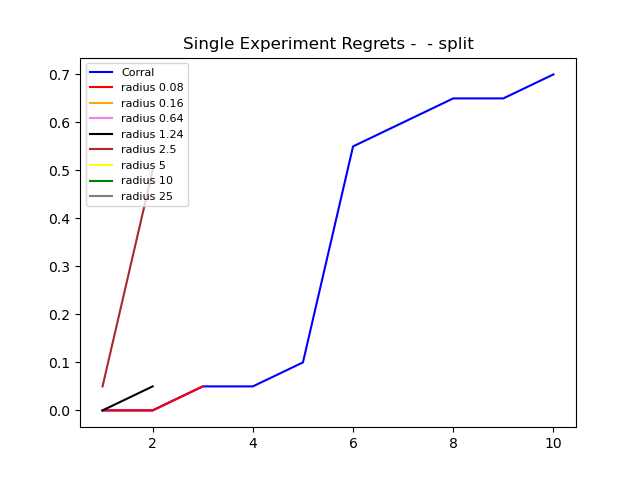 Single Experiment Regrets -  - split
Corral
radius 0.08
radius 0.16
radius 0.64
radius 1.24
radius 2.5
radius 5
radius 10
radius 25
0.7
0.6
0.5
0.4
0.3
0.2
0.1
0.0
2 4 6 8 10